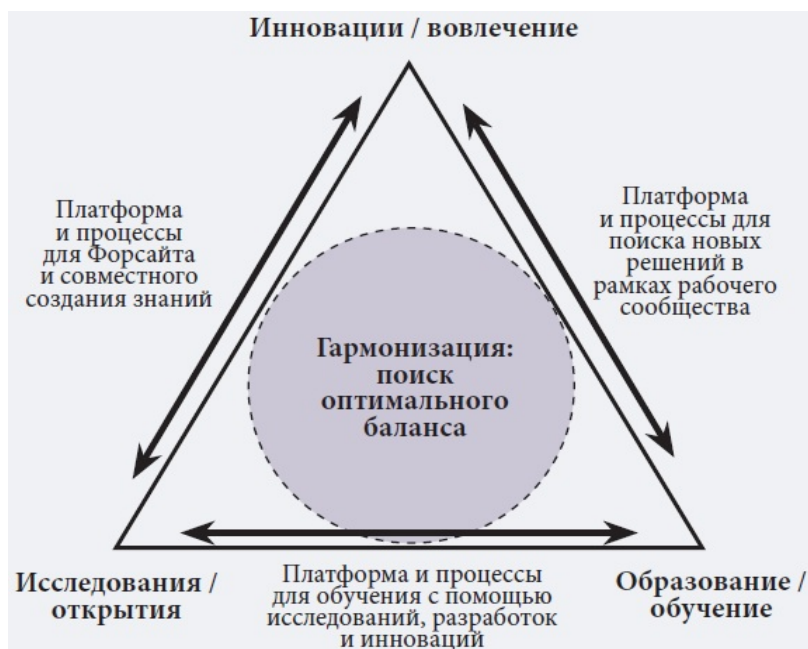 Инновации / вовлечение
Платформа
и процессы
для Форсайта
и совместного
создания знаний
Платформа
и процессы для
поиска новых
решений в
рамках рабочего
сообщества
Гармонизация:
поиск
оптимального
баланса
Исследования /
открытия
Платформа и процессы
для обучения с помощью
исследований, разработок
и инноваций
Образование /
обучение